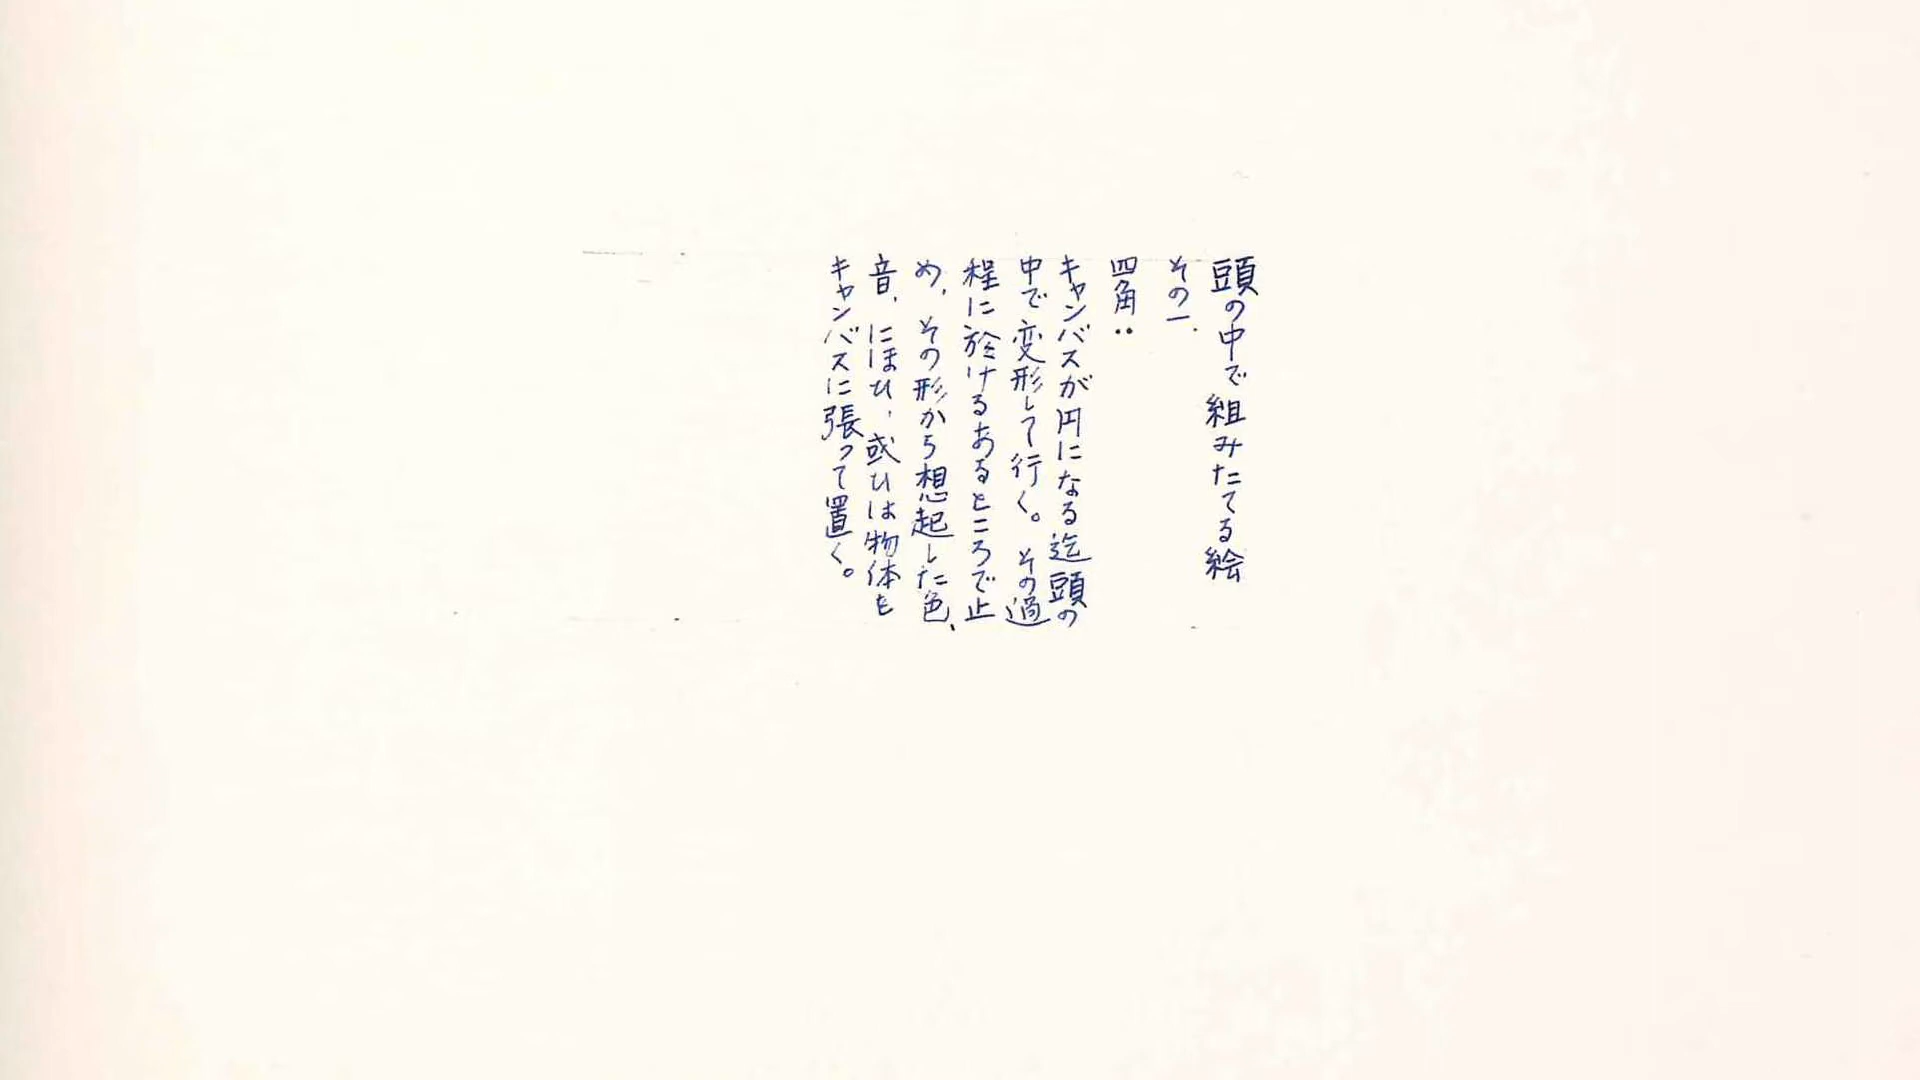 頭の中で組みたてる絵
その一.
四角‥
キャンバスが円になる迄頭の
中で変形して行く。その過
程に於けるあるところで止
め、その形から想起した色、
音、にほひ、或ひは物体を
キャンバスに張って置く。